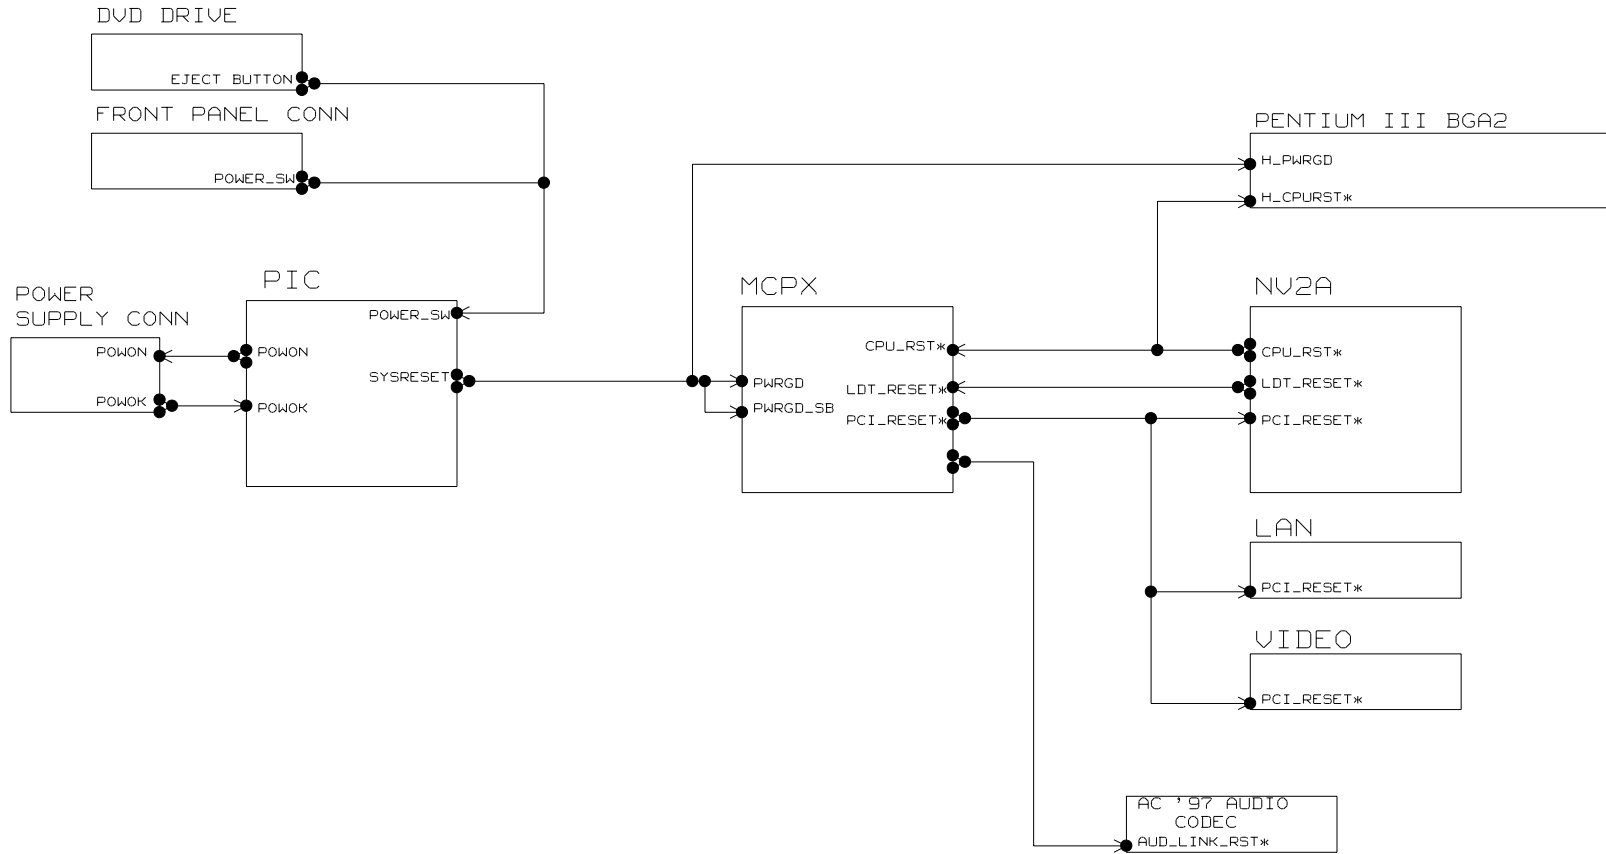 DVD DRIVE
EJECT BUTTON
FRONT PANEL CONN
POWER_SW
POWER
SUPPLY CONN
POWON
POWOK
PIC
POWER_SW
POWON
SYSRESET
POWOK
MCPX
CPU_RST*
PWRGD
LDT_RESET*
PWRGD_SB
PCI_RESET*
PENTIUM III BGA2
H_PWRGD
H_CPURST*
NV2A
CPU_RST*
LDT_RESET*
PCI_RESET*
LAN
PCI_RESET*
VIDEO
PCI_RESET*
AC '97 AUDIO
CODEC
AUD_LINK_RST*